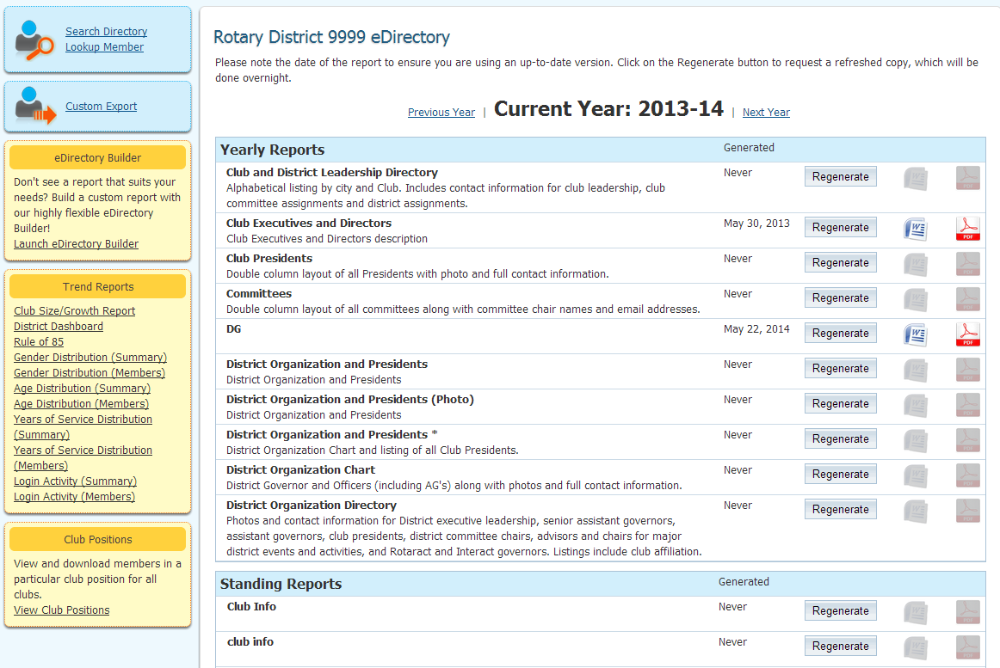 Search Directory
Lookup Member
Custom Export
eDirectory Builder
Don't see a report that suits your
needs? Build a custom report with
our highly flexible eDirectory
Builder!
Launch eDirectory Builder
Trend Reports
Club Size/Growth Report
District Dashboard
Rule of 85
Gender Distribution (Summary)
Gender Distribution (Members)
Age Distribution (Summary)
Age Distribution (Members)
Years of Service Distribution
(Summary)
Years of Service Distribution
(Members)
Login Activity (Summary)
Login Activity (Members)
Club Positions
View and download members in a
particular club position for all
clubs.
View Club Positions
Rotary District 9999 eDirectory
Please note the date of the report to ensure you are using an up-to-date version. Click on the Regenerate button to request a refreshed copy, which will be
done overnight.
Previous Year | Current Year: 2013-14 | Next Year
Yearly Reports Generated
Club and District Leadership Directory Never Regenerate W PDF
Alphabetical listing by city and Club. Includes contact information for club leadership, club
committee assignments and district assignments.
Club Executives and Directors May 30, 2013 Regenerate W PDF
Club Executives and Directors description
Club Presidents Never Regenerate W PDF
Double column layout of all Presidents with photo and full contact information.
Committees Never Regenerate W PDF
Double column layout of all committees along with committee chair names and email addresses.
DG May 22, 2014 Regenerate W PDF
District Organization and Presidents Never Regenerate W PDF
District Organization and Presidents
District Organization and Presidents (Photo) Never Regenerate W PDF
District Organization and Presidents
District Organization and Presidents * Never Regenerate W PDF
District Organization Chart and listing of all Club Presidents.
District Organization Chart Never Regenerate W PDF
District Governor and Officers (including AG's) along with photos and full contact information.
District Organization Directory Never Regenerate W PDF
Photos and contact information for District executive leadership, senior assistant governors,
assistant governors, club presidents, district committee chairs, advisors and chairs for major
district events and activities, and Rotaract and Interact governors. Listings include club affiliation.
Standing Reports Generated
Club Info Never Regenerate W PDF
club info Never Regenerate W PDF